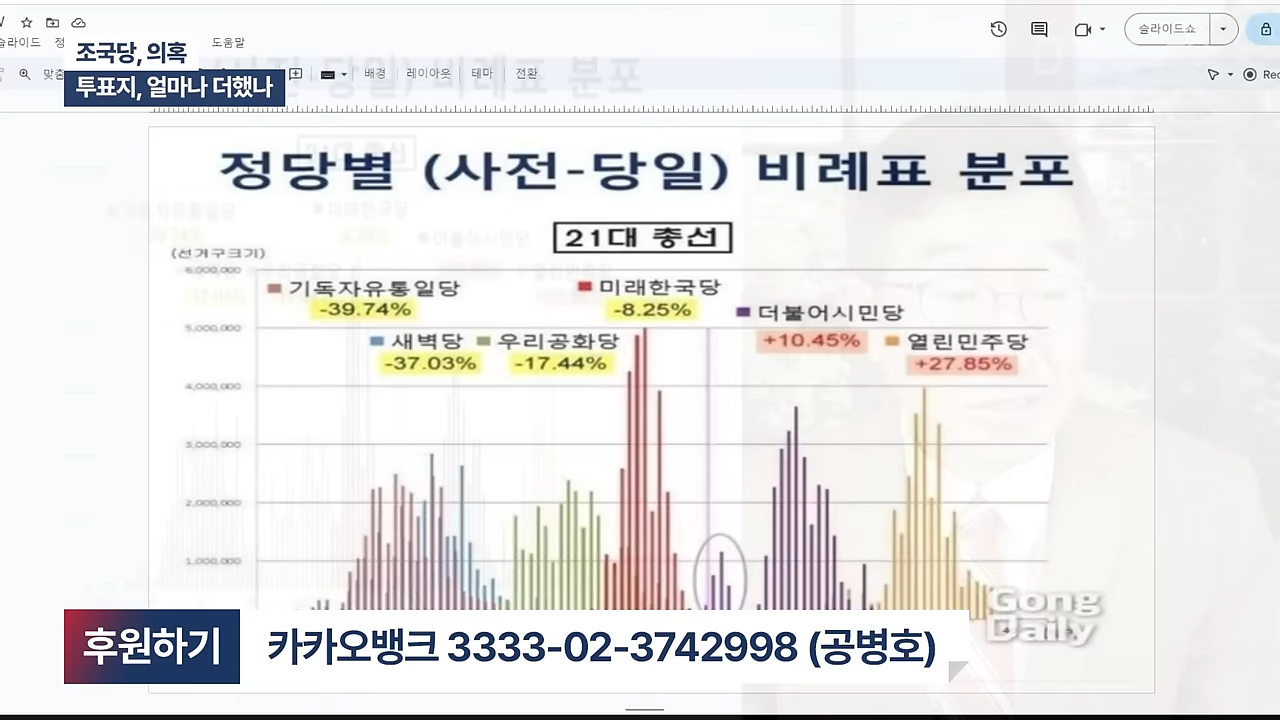 슬라이드 정
도움말
슬라이드쇼
조국당, 의혹
투표지, 얼마나 더했나
맞춤
배경
레이아웃
테마
전환
Rec
정당별 (사전-당일) 비례표 분포
21대 총선
(선거구크기)
6,000,000
5,000,000
4,000,000
3,000,000
2,000,000
1,000,000
기독자유통일당
-39.74%
미래한국당
-8.25%
더불어시민당
+10.45%
새벽당
-37.03%
우리공화당
-17.44%
열린민주당
+27.85%
Gong
Daily
후원하기
카카오뱅크 3333-02-3742998 (공병호)